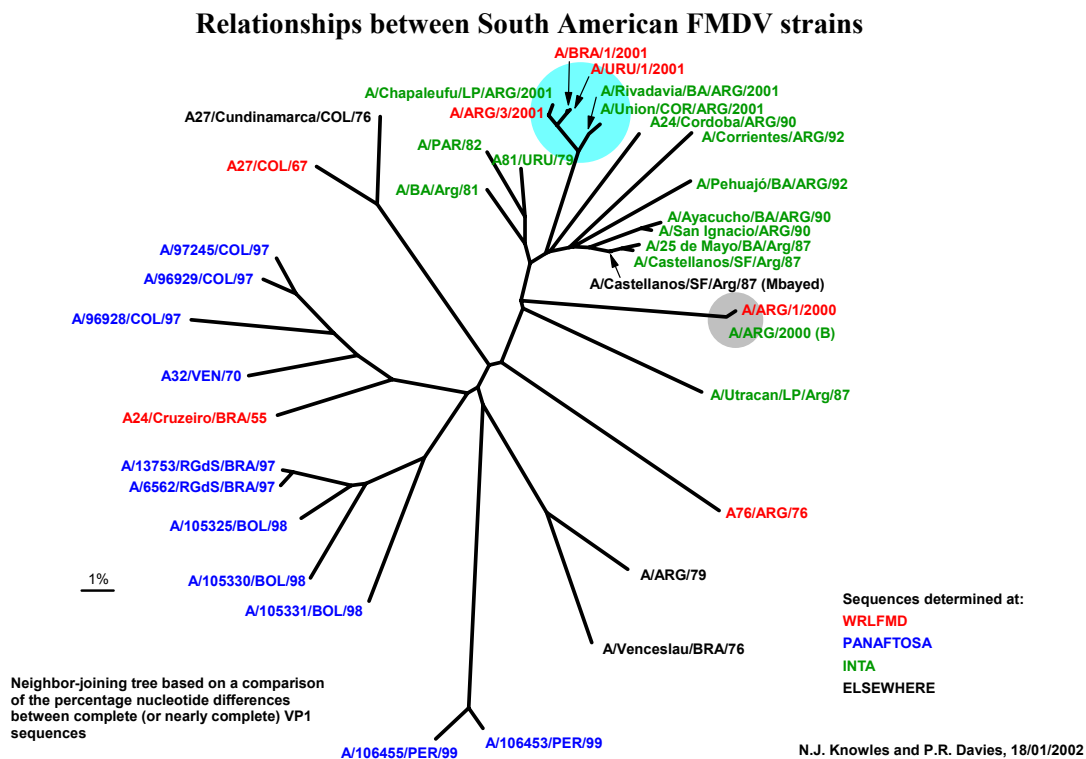 Relationships between South American FMDV strains
A/BRA/1/2001
A/URU/1/2001
A/Chapaleufu/LP/ARG/2001
A/Rivadavia/BA/ARG/2001
A/ARG/3/2001
A/Union/COR/ARG/2001
A27/Cundinamarca/COL/76
A24/Cordoba/ARG/90
A/Corrientes/ARG/92
A/PAR/82
A81/URU/79
A27/COL/67
A/BA/Arg/81
A/Pehuajó/BA/ARG/92
A/Ayacucho/BA/ARG/90
A/San Ignacio/ARG/90
A/25 de Mayo/BA/Arg/87
A/Castellanos/SF/Arg/87
A/97245/COL/97
A/96929/COL/97
A/Castellanos/SF/Arg/87 (Mbayed)
A/96928/COL/97
A/ARG/1/2000
A/ARG/2000 (B)
A32/VEN/70
A/Utracan/LP/Arg/87
A24/Cruzeiro/BRA/55
A/13753/RGdS/BRA/97
A/6562/RGdS/BRA/97
A76/ARG/76
A/105325/BOL/98
A/105330/BOL/98
A/ARG/79
1%
A/105331/BOL/98
Sequences determined at:
WRLFMD
PANAFTOSA
INTA
ELSEWHERE
A/Venceslau/BRA/76
Neighbor-joining tree based on a comparison
of the percentage nucleotide differences
between complete (or nearly complete) VP1
sequences
A/106455/PER/99
A/106453/PER/99
N.J. Knowles and P.R. Davies, 18/01/2002